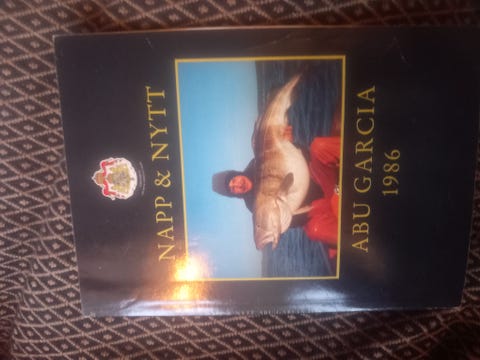 NAPP & NYTT
ABU GARCIA
1986